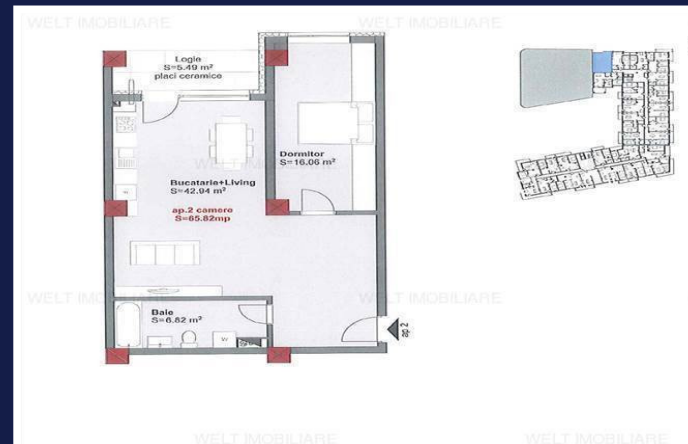 WELT IMOBILIARE
WELT IMOBILIARE
Logie
S=5.49 m²
placi ceramice
Dormitor
S=16.06 m²
Bucatarie+Living
S=42.94 m²
ap.2 camere
S=65.82mp
WELT IMOBILIARE
WELT IMOBILIARE
Baie
S=6.82 m²
W
ap 2
WELT IMOBILIARE
WELT IMOBILIARE